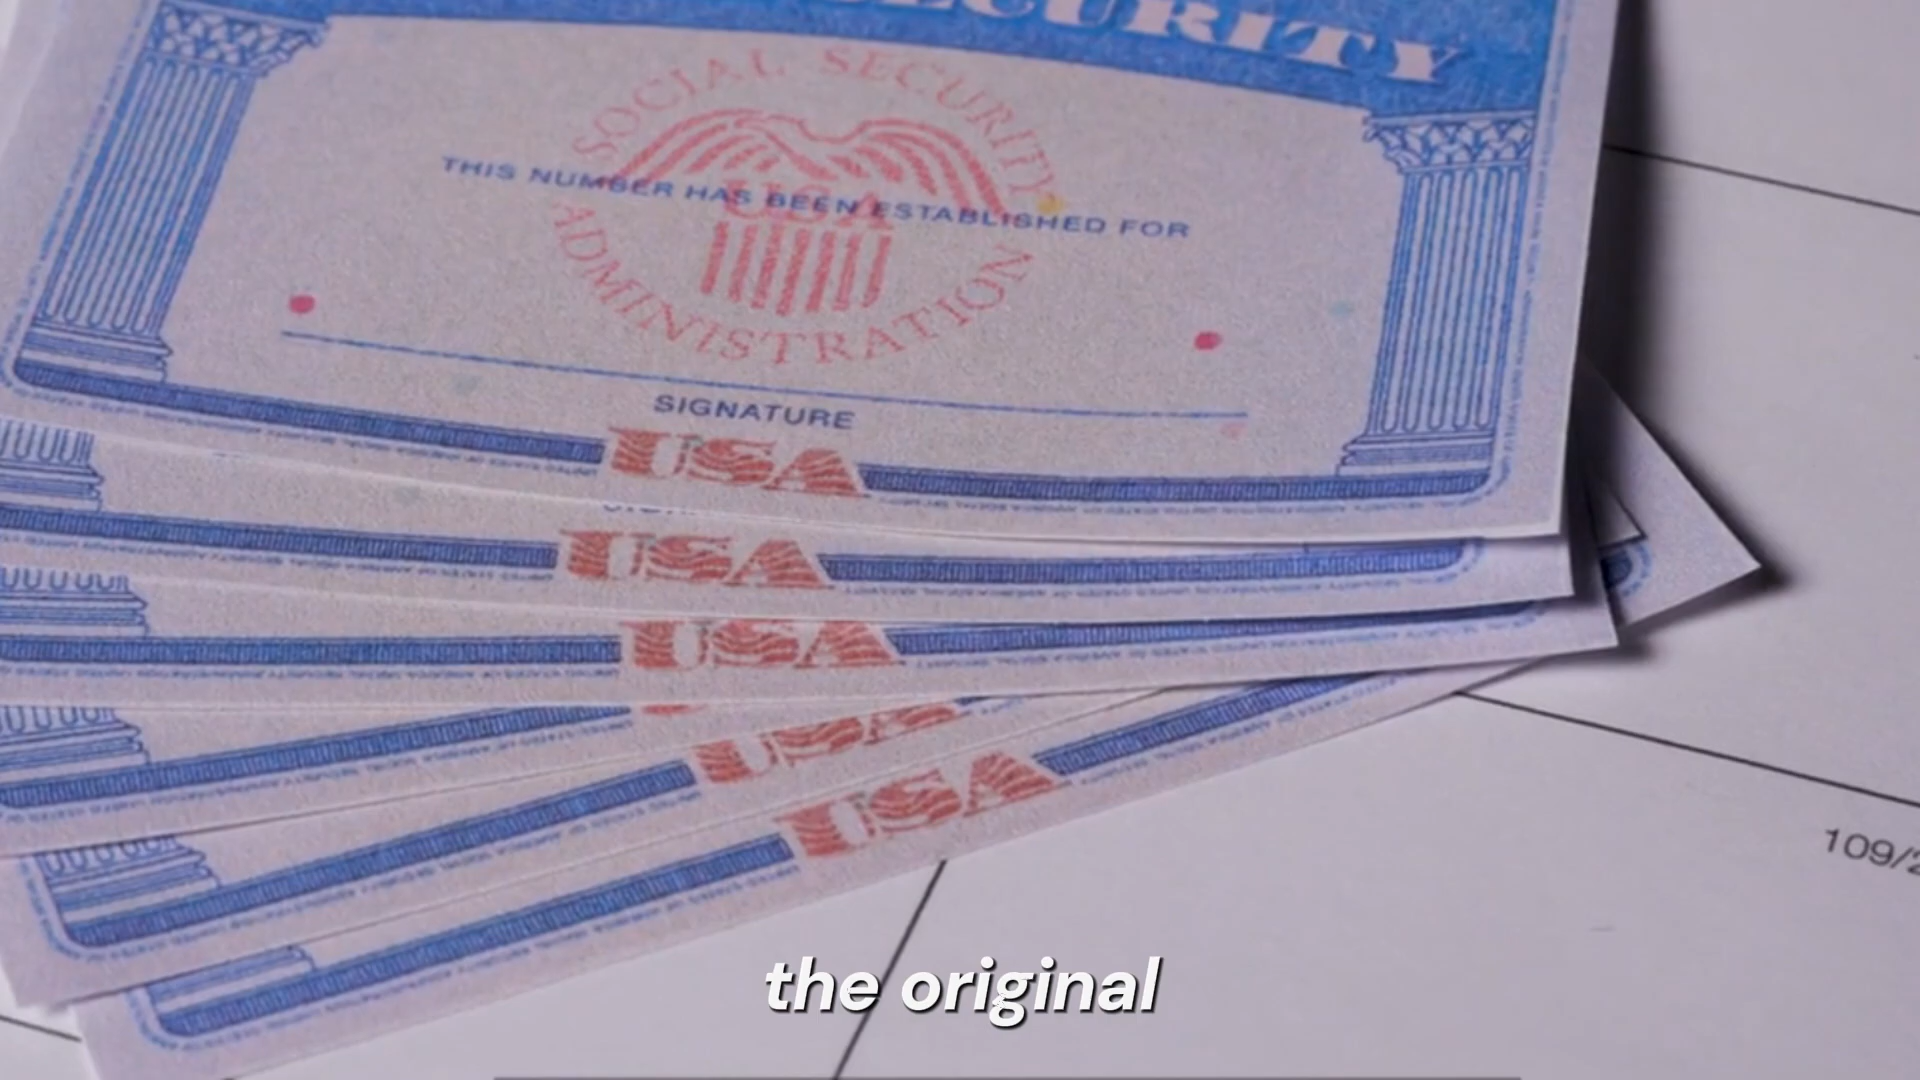 SECURITY
SOCIAL SECURITY
THIS NUMBER HAS BEEN ESTABLISHED FOR
USA
ADMINISTRATION
SIGNATURE
USA
USA
USA
USA
USA
109/2
the original